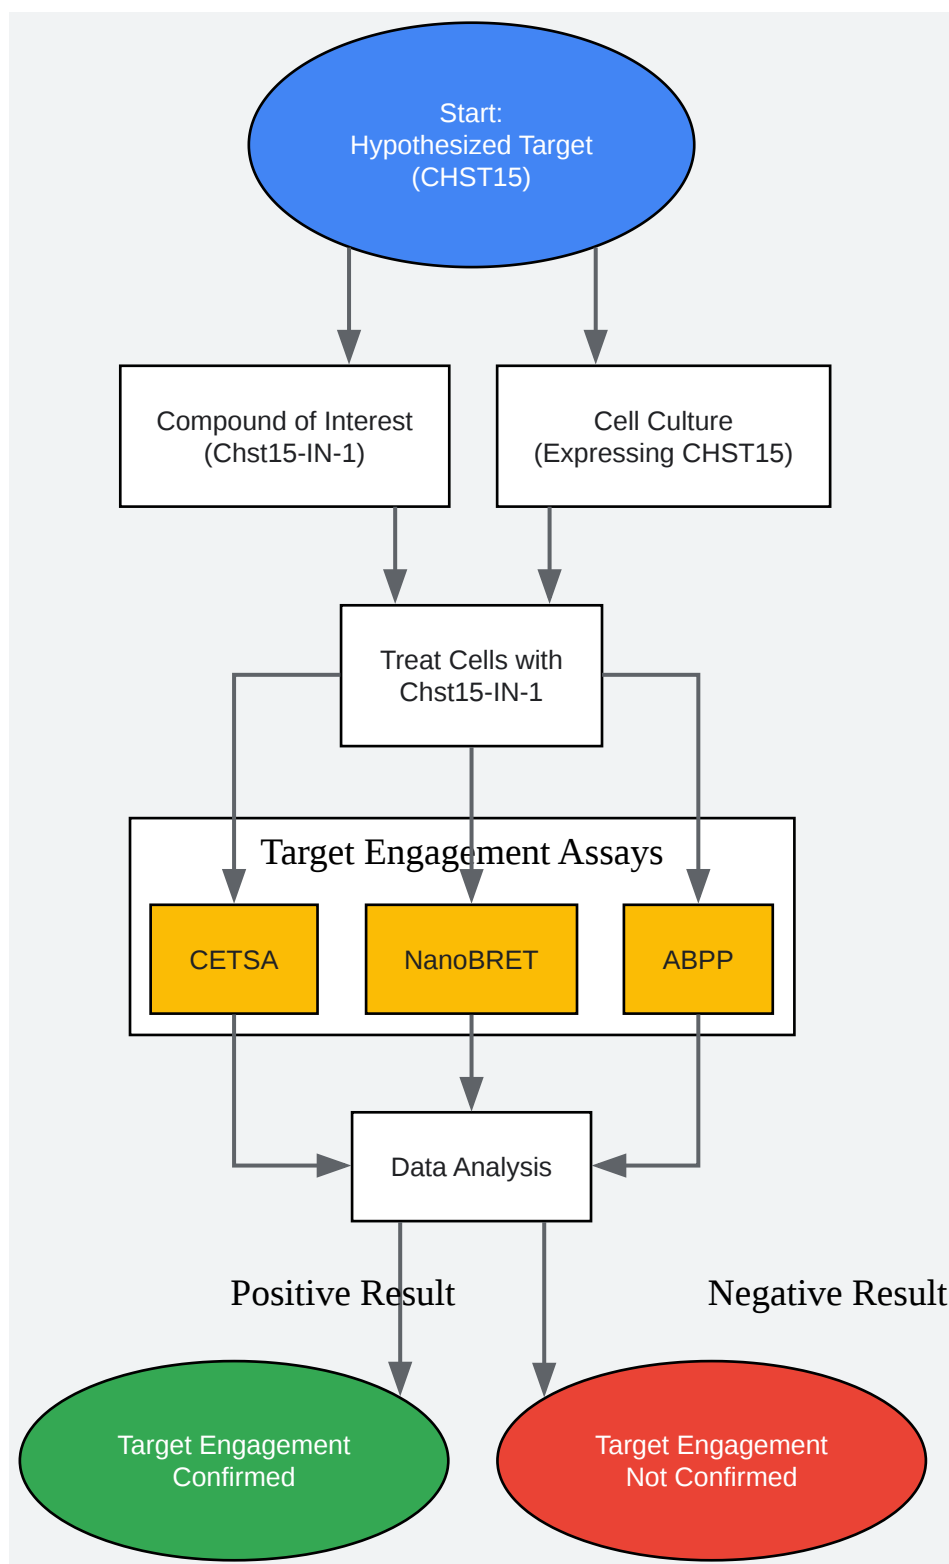 Start:
Hypothesized Target
(CHST15)
Compound of Interest
(Chst15-IN-1)
Cell Culture
(Expressing CHST15)
Treat Cells with
Chst15-IN-1
Target Engagement Assays
CETSA
NanoBRET
ABPP
Data Analysis
Positive Result
Negative Result
Target Engagement
Confirmed
Target Engagement
Not Confirmed